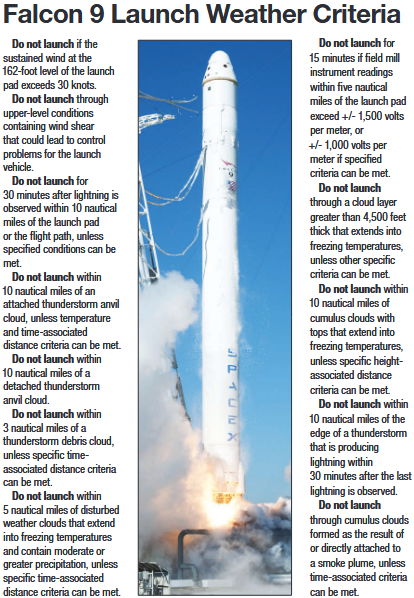 Falcon 9 Launch Weather Criteria
Do not launch if the
sustained wind at the
162-foot level of the launch
pad exceeds 30 knots.
Do not launch through
upper-level conditions
containing wind shear
that could lead to control
problems for the launch
vehicle.
Do not launch for
30 minutes after lightning is
observed within 10 nautical
miles of the launch pad
or the flight path, unless
specified conditions can be
met.
Do not launch within
10 nautical miles of an
attached thunderstorm anvil
cloud, unless temperature
and time-associated
distance criteria can be met.
Do not launch within
10 nautical miles of a
detached thunderstorm
anvil cloud.
Do not launch within
3 nautical miles of a
thunderstorm debris cloud,
unless specific time-
associated distance criteria
can be met.
Do not launch within
5 nautical miles of disturbed
weather clouds that extend
into freezing temperatures
and contain moderate or
greater precipitation, unless
specific time-associated
distance criteria can be met.
SPACEX
Do not launch for
15 minutes if field mill
instrument readings
within five nautical
miles of the launch pad
exceed +/- 1,500 volts
per meter, or
+/- 1,000 volts per
meter if specified
criteria can be met.
Do not launch
through a cloud layer
greater than 4,500 feet
thick that extends into
freezing temperatures,
unless other specific
criteria can be met.
Do not launch within
10 nautical miles of
cumulus clouds with
tops that extend into
freezing temperatures,
unless specific height-
associated distance
criteria can be met.
Do not launch within
10 nautical miles of the
edge of a thunderstorm
that is producing
lightning within
30 minutes after the last
lightning is observed.
Do not launch
through cumulus clouds
formed as the result of
or directly attached to
a smoke plume, unless
time-associated criteria
can be met.